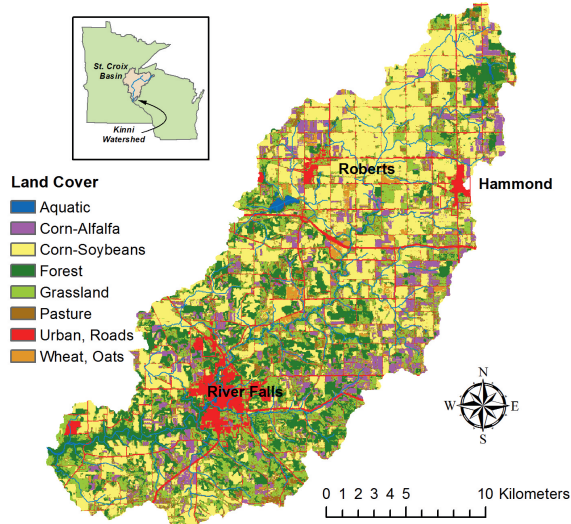 St. Croix
Basin
Kinni
Watershed
Roberts
Hammond
Land Cover
Aquatic
Corn-Alfalfa
Corn-Soybeans
Forest
Grassland
Pasture
Urban, Roads
Wheat, Oats
River Falls
N
W E
S
0 1 2 3 4 5 10 Kilometers